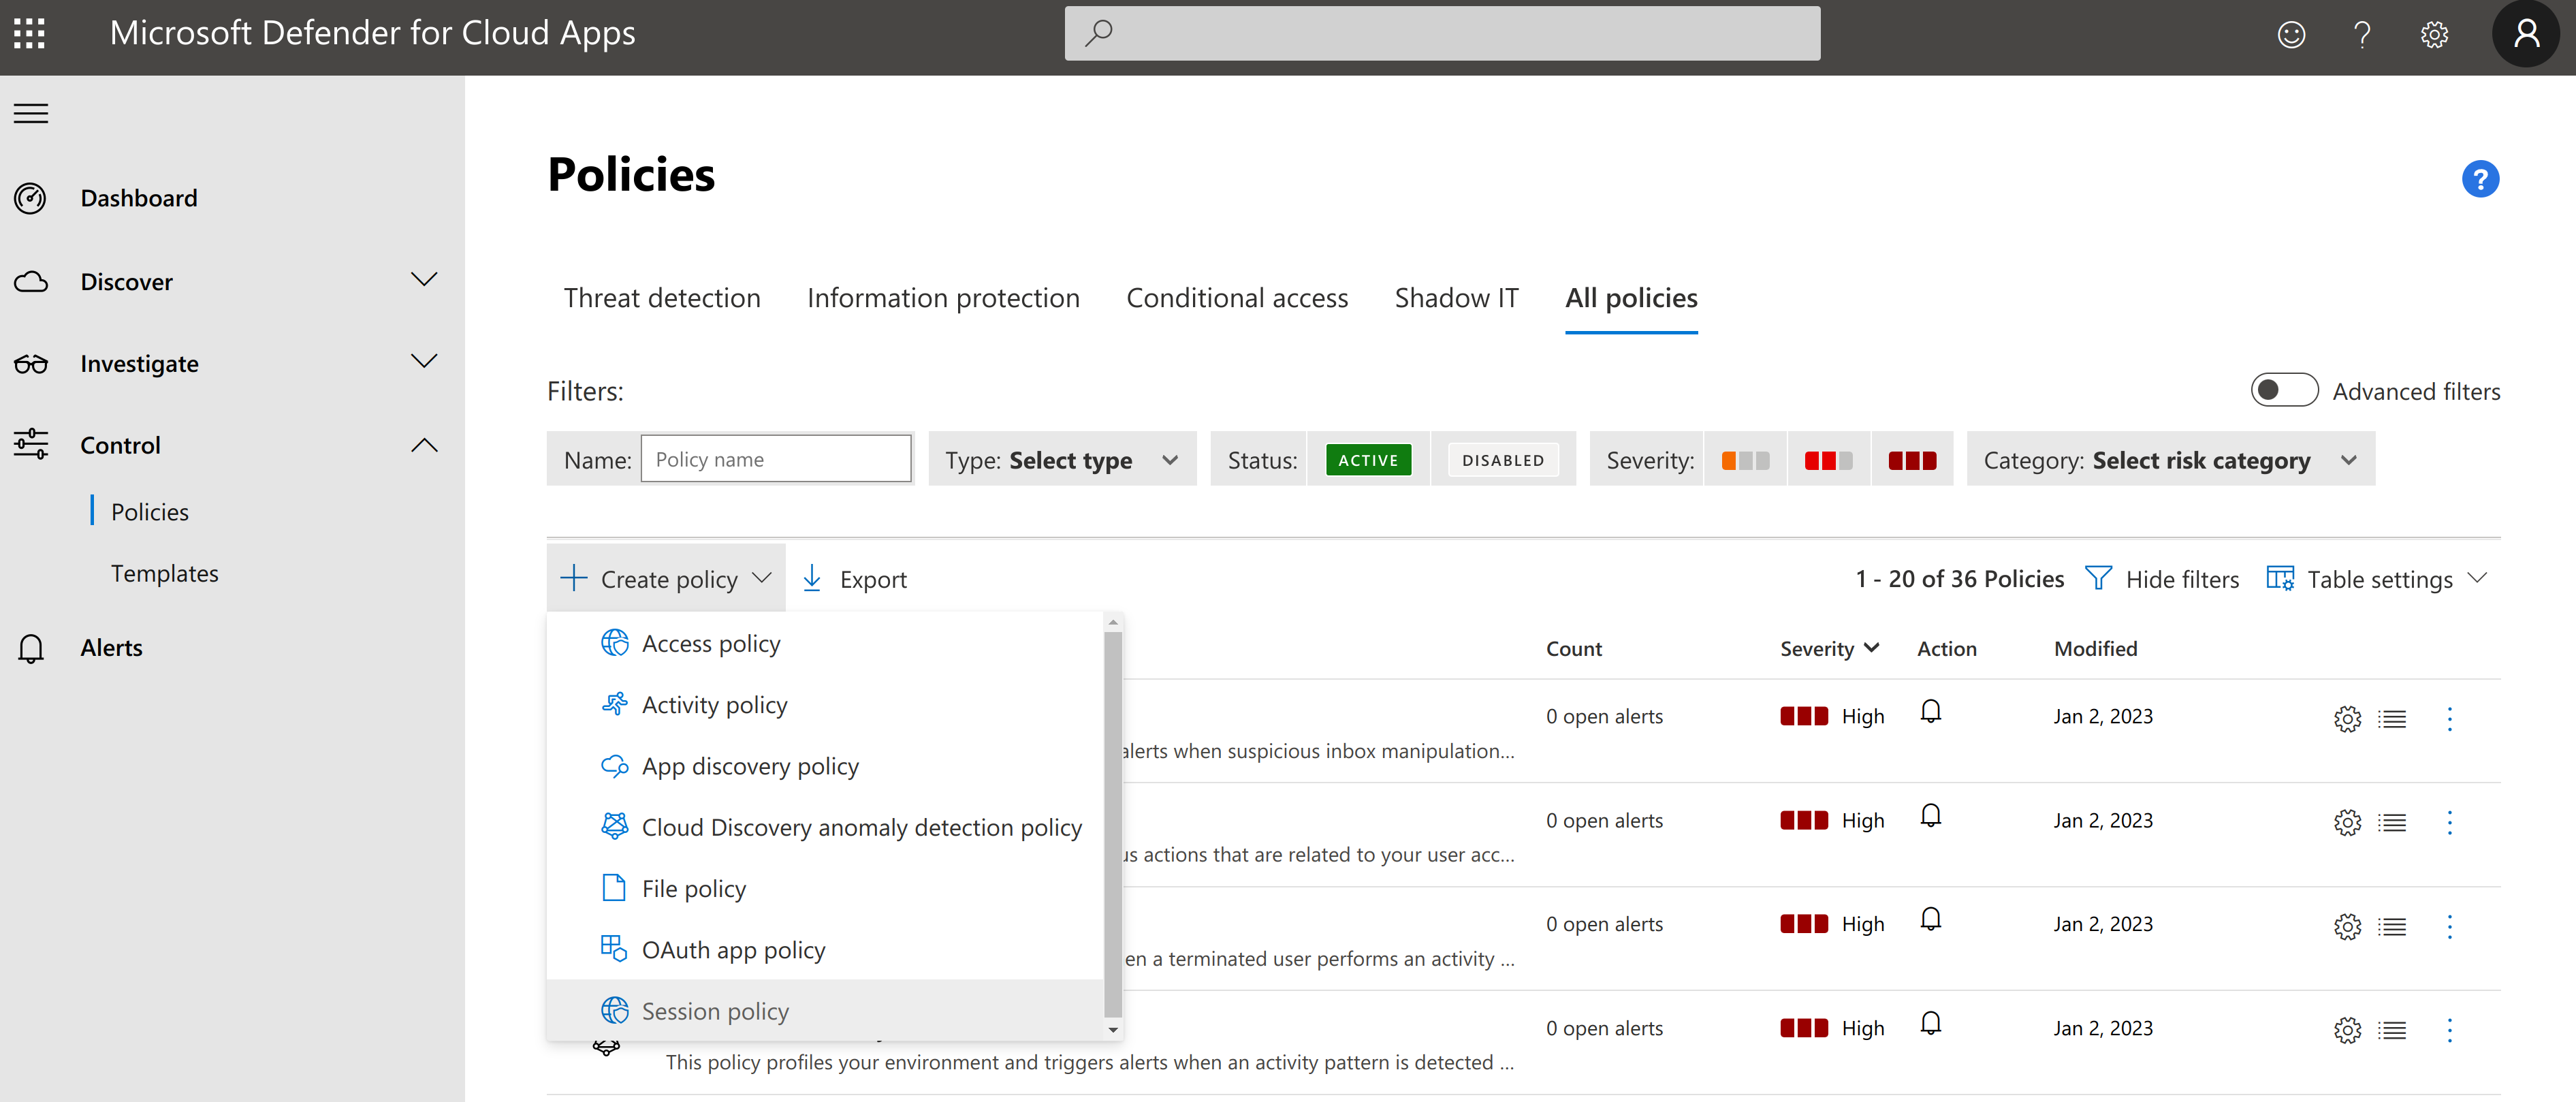 Microsoft Defender for Cloud Apps
Dashboard
Discover
Investigate
Control
Policies
Templates
Alerts
Policies
?
Threat detection Information protection Conditional access Shadow IT All policies
Filters:
Advanced filters
Name: Policy name Type: Select type Status: ACTIVE DISABLED Severity: Category: Select risk category
Create policy Export 1 - 20 of 36 Policies Hide filters Table settings
Access policy
Activity policy
App discovery policy
Cloud Discovery anomaly detection policy
File policy
OAuth app policy
Session policy
Count Severity Action Modified
0 open alerts High Jan 2, 2023
alerts when suspicious inbox manipulation...
0 open alerts High Jan 2, 2023
actions that are related to your user acc...
0 open alerts High Jan 2, 2023
a terminated user performs an activity ...
0 open alerts High Jan 2, 2023
This policy profiles your environment and triggers alerts when an activity pattern is detected ...